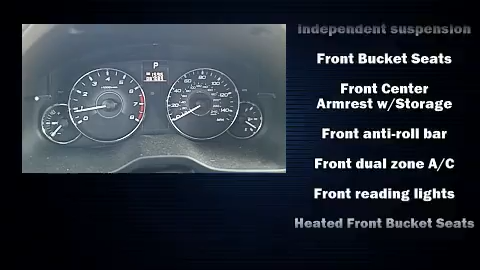 Independent suspension
Front Bucket Seats
Front Center
Armrest w/Storage
Front anti-roll bar
Front dual zone A/C
Front reading lights
Heated Front Bucket Seats
P